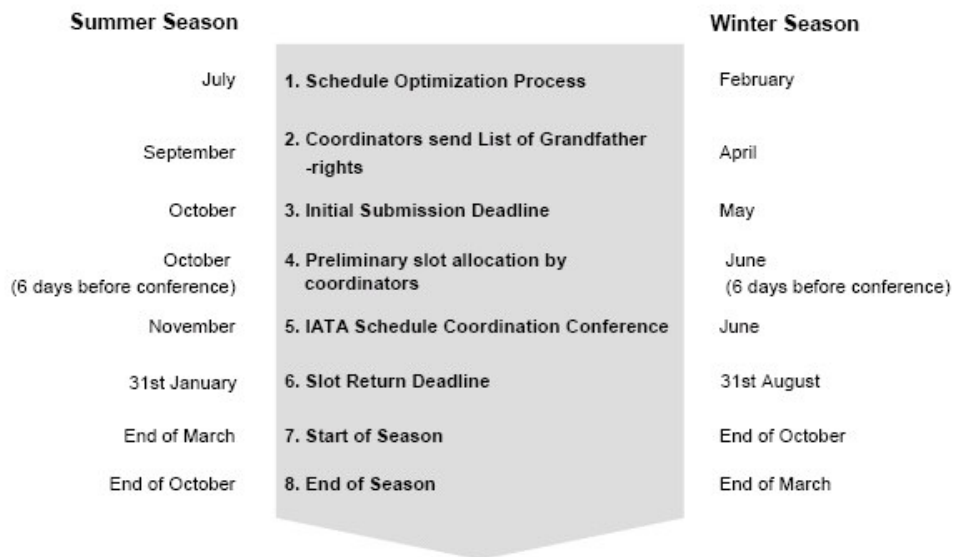 Summer Season
Winter Season
July
1. Schedule Optimization Process
February
September
2. Coordinators send List of Grandfather
-rights
April
October
3. Initial Submission Deadline
May
October
(6 days before conference)
4. Preliminary slot allocation by
coordinators
June
(6 days before conference)
November
5. IATA Schedule Coordination Conference
June
31st January
6. Slot Return Deadline
31st August
End of March
7. Start of Season
End of October
End of October
8. End of Season
End of March